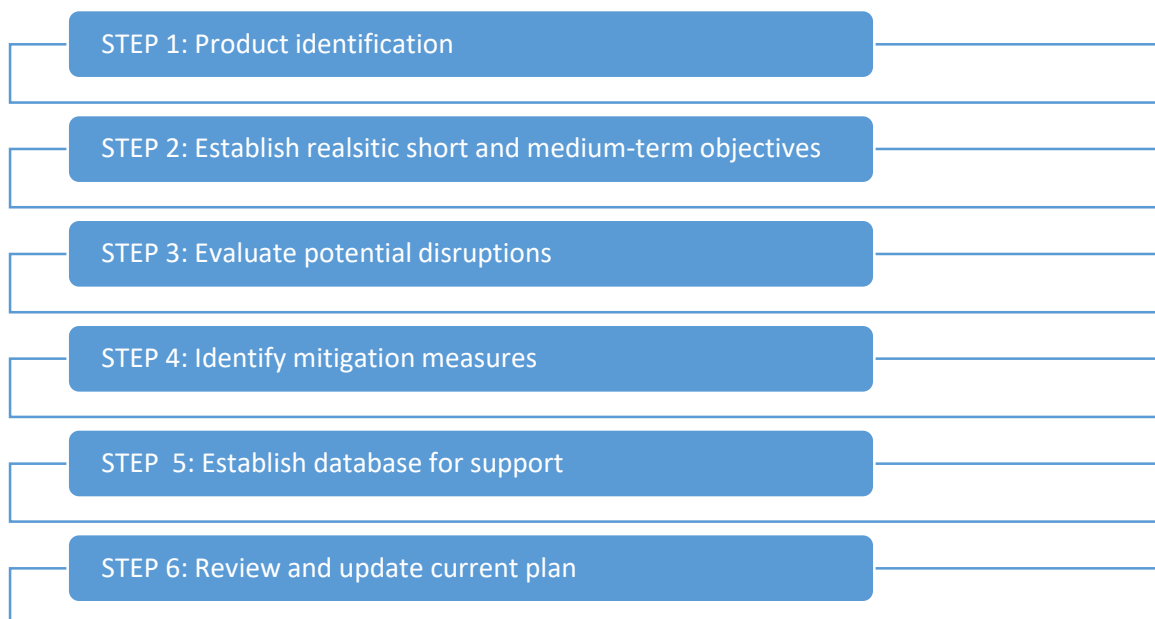 STEP 1: Product identification
STEP 2: Establish realsitic short and medium-term objectives
STEP 3: Evaluate potential disruptions
STEP 4: Identify mitigation measures
STEP  5: Establish database for support
STEP 6: Review and update current plan